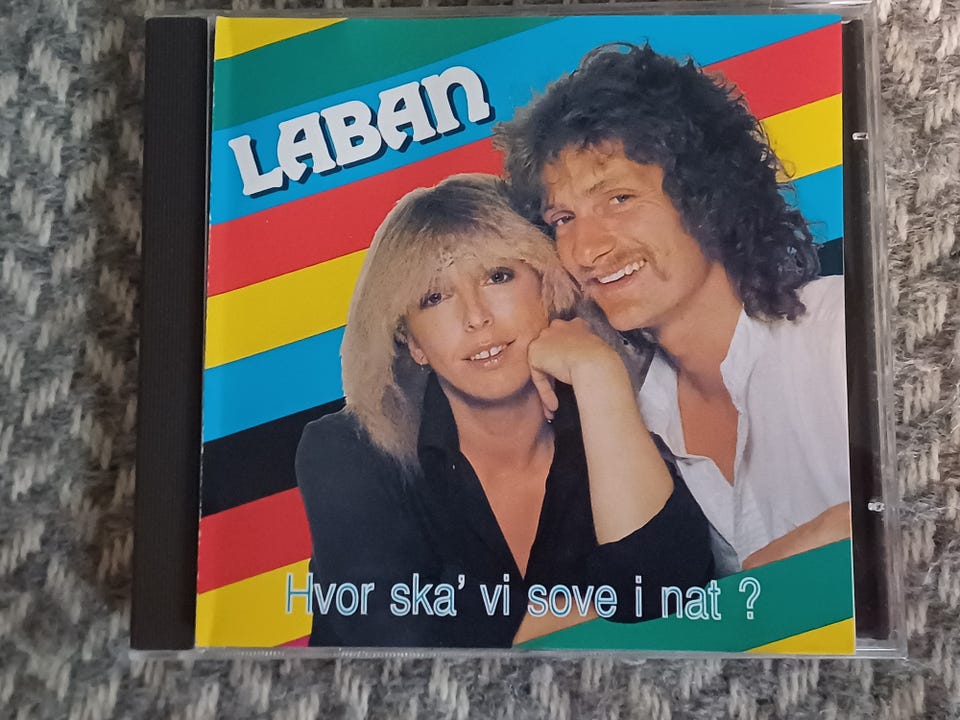 LABAN
Hvor ska' vi sove i nat ?